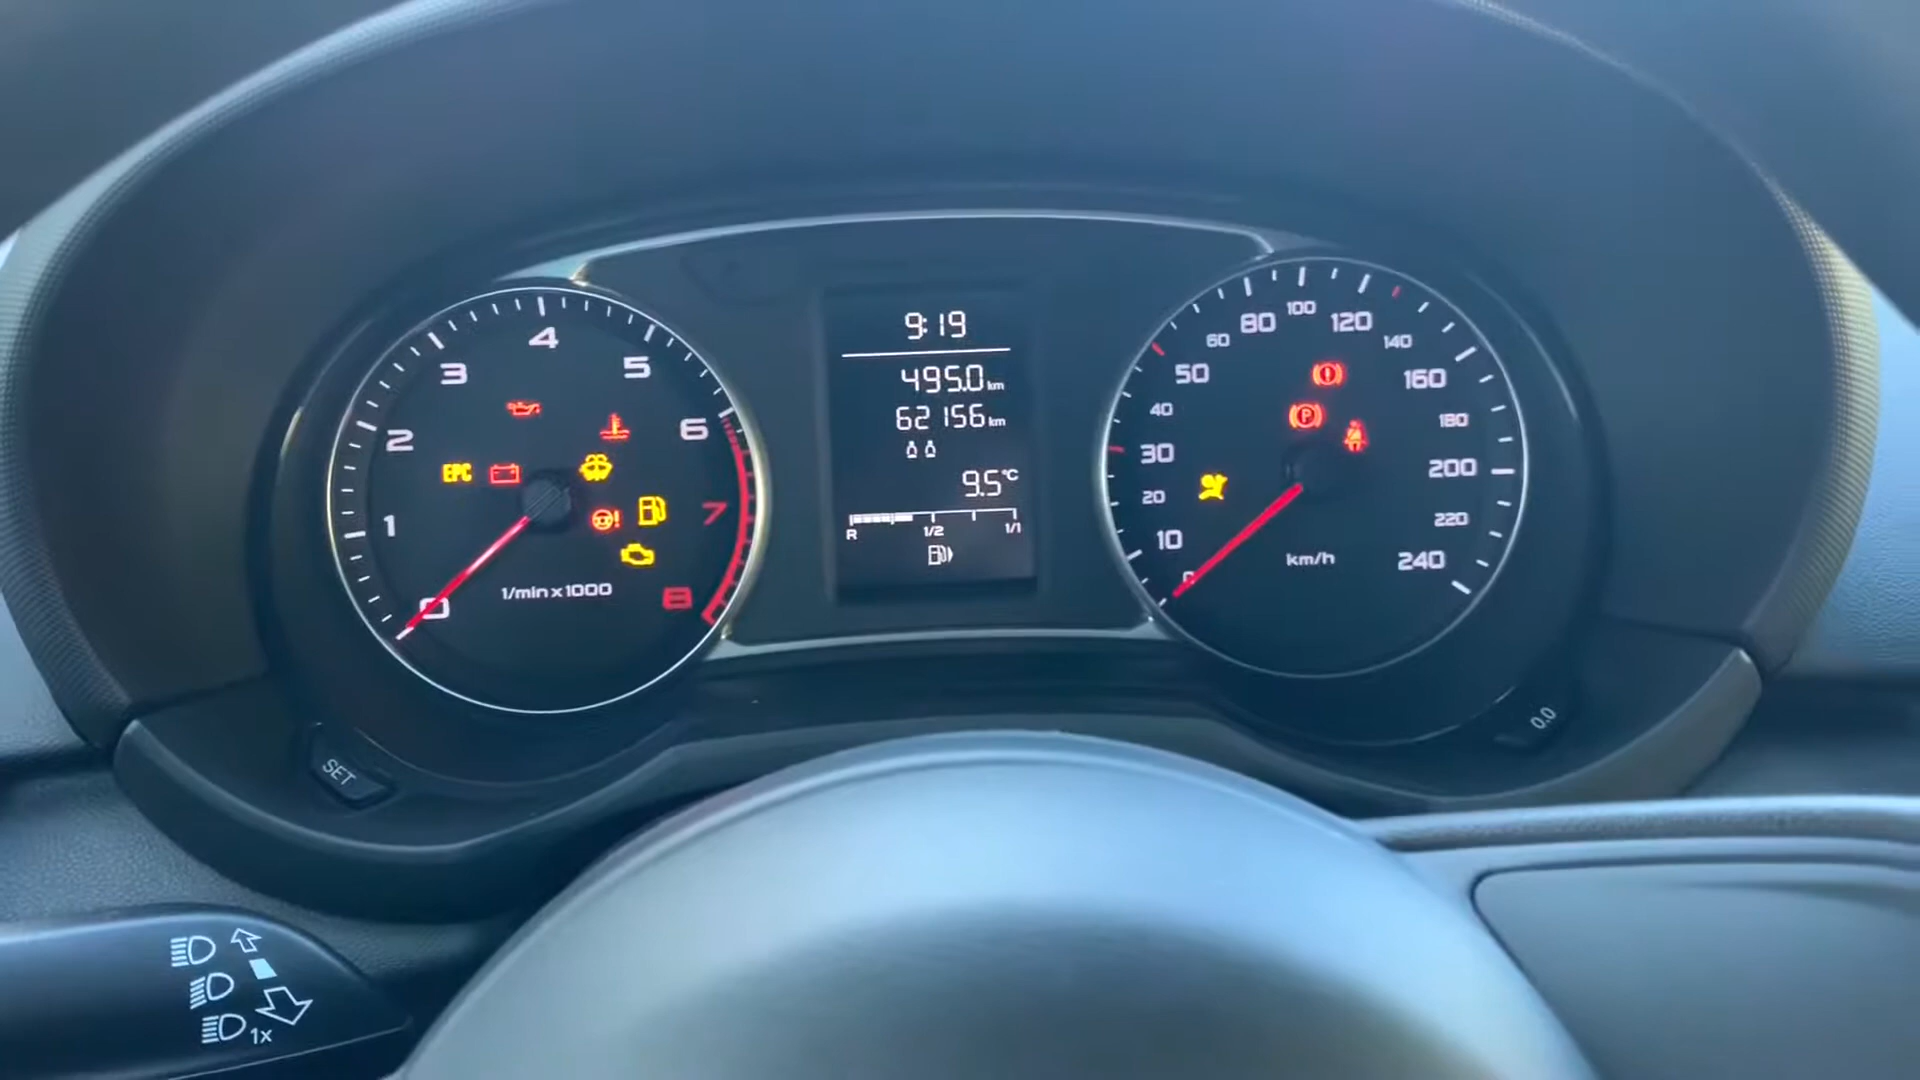 9:19
495.0 km
62156 km
9.5°C
R 1/2 1/1
0 1 2 3 4 5 6 7 8
EPC
1/min x 1000
0 10 20 30 40 50 60 80 100 120 140 160 180 200 220 240
P
km/h
SET
0.0
1x